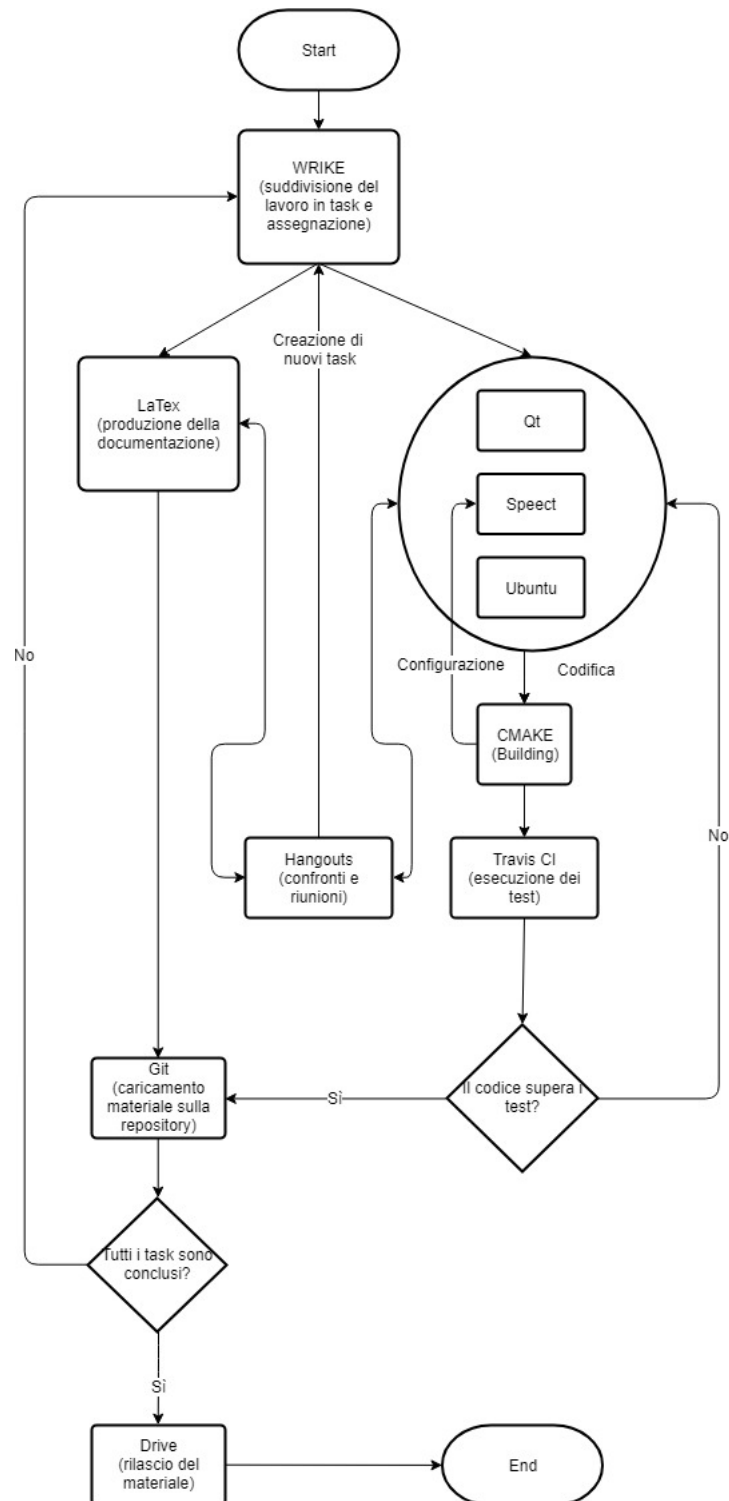 Start
WRIKE
(suddivisione del
lavoro in task e
assegnazione)
Creazione di
nuovi task
LaTex
(produzione della
documentazione)
Qt
Speect
Ubuntu
No
Configurazione
Codifica
CMAKE
(Building)
No
Hangouts
(confronti e
riunioni)
Travis CI
(esecuzione dei
test)
Git
(caricamento
materiale sulla
repository)
Sì
Il codice supera i
test?
Tutti i task sono
conclusi?
Sì
Drive
(rilascio del
materiale)
End